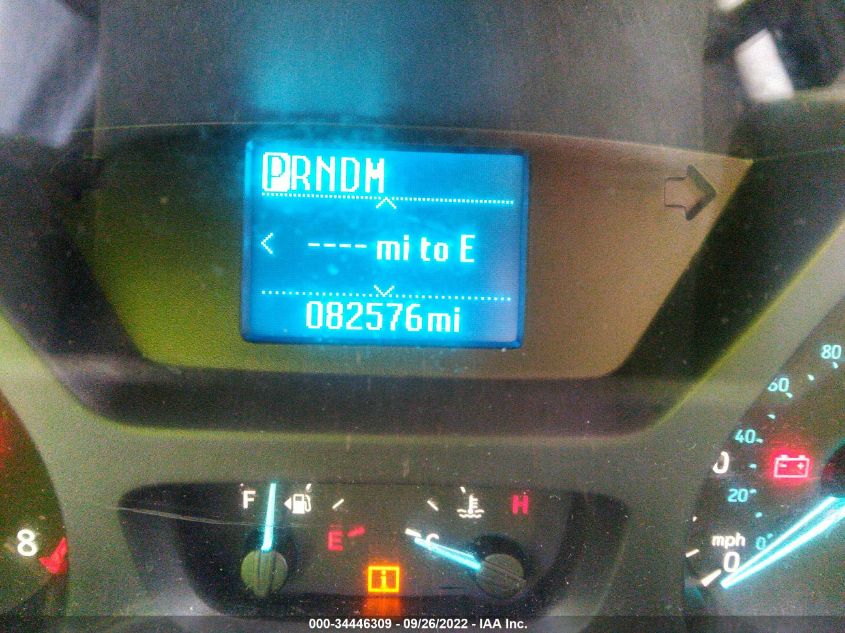 PRNDM
---- mi to E
082576mi
80
60
40
20
0
mph
0
0
F
H
E
C
8
000-34446309 - 09/26/2022 - IAA Inc.